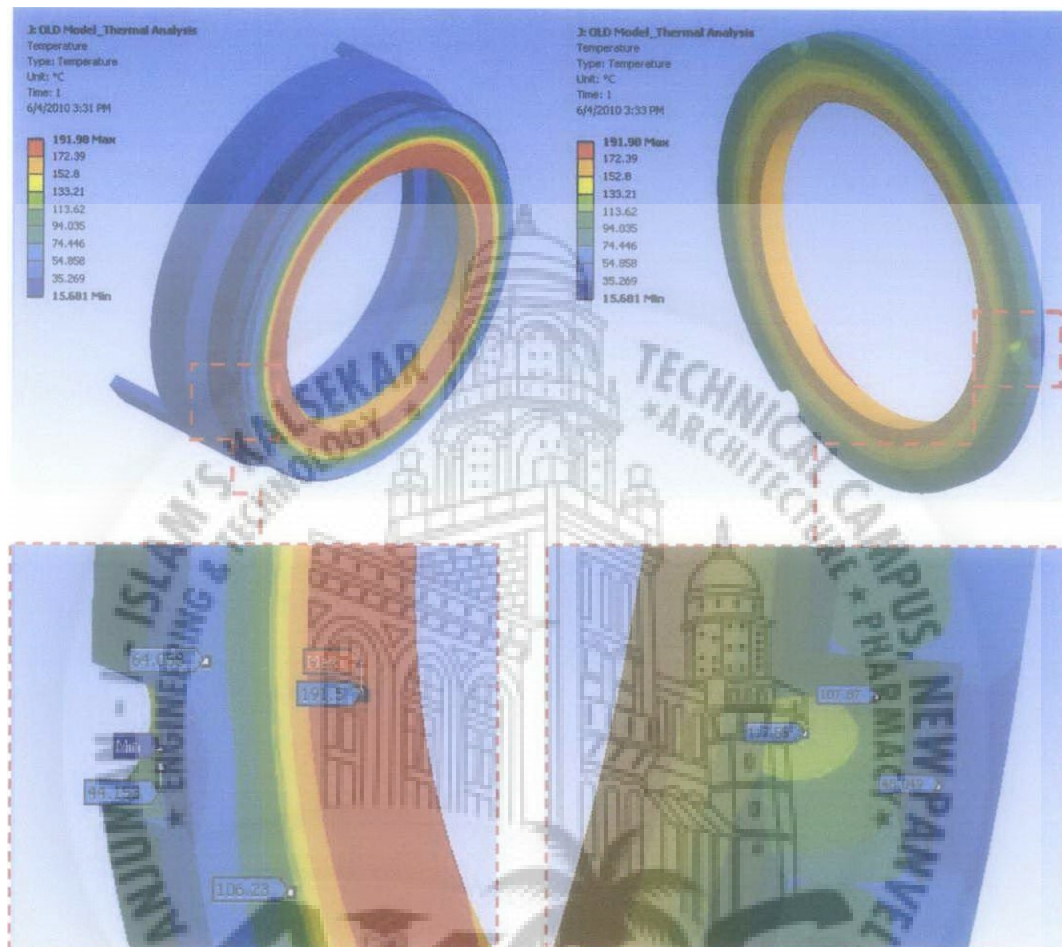 J: OLD Model_Thermal Analysis
Temperature
Type: Temperature
Unit: °C
Time: 1
6/4/2010 3:31 PM
191.98 Max
172.39
152.8
133.21
113.62
94.035
74.446
54.858
35.269
15.681 Min
J: OLD Model_Thermal Analysis
Temperature
Type: Temperature
Unit: °C
Time: 1
6/4/2010 3:33 PM
191.98 Max
172.39
152.8
133.21
113.62
94.035
74.446
54.858
35.269
15.681 Min
ANJUMAN-I-ISLAM'S KALSEKAR TECHNICAL CAMPUS, NEW PANVEL
ENGINEERING & TECHNOLOGY * ARCHITECTURE * PHARMACY *
Max
191.5
Min
44.153
106.23
107.87